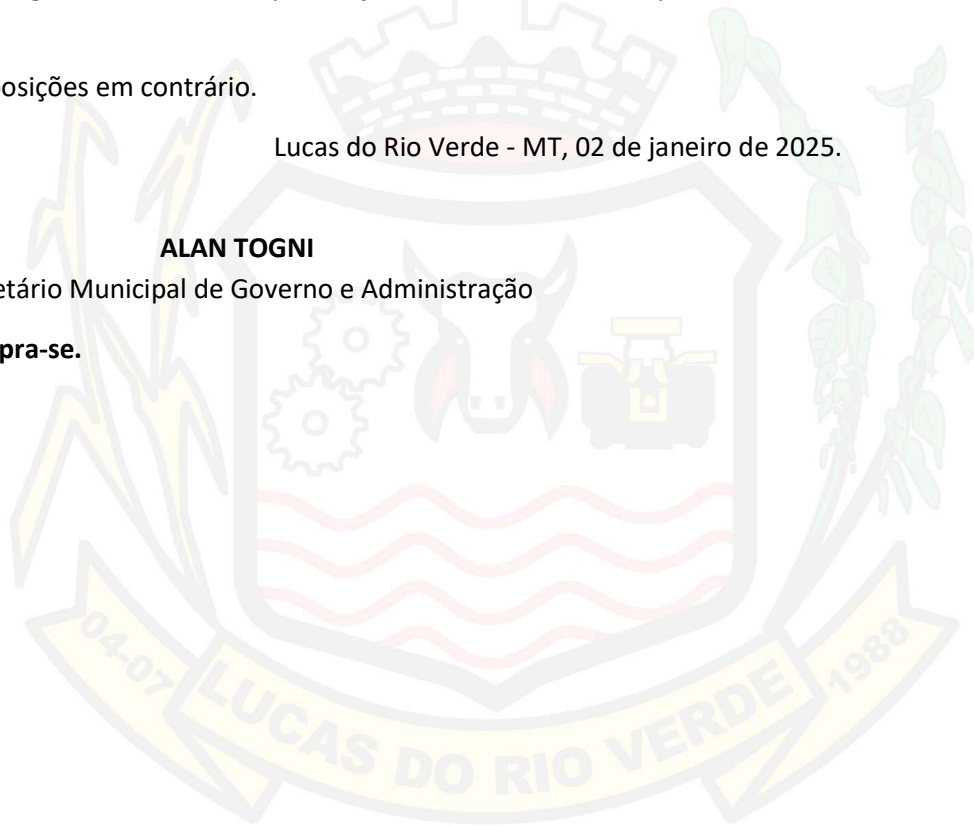 posições em contrário.
Lucas do Rio Verde - MT, 02 de janeiro de 2025.
ALAN TOGNI
etário Municipal de Governo e Administração
pra-se.
04-07
LUCAS DO RIO VERDE
1988